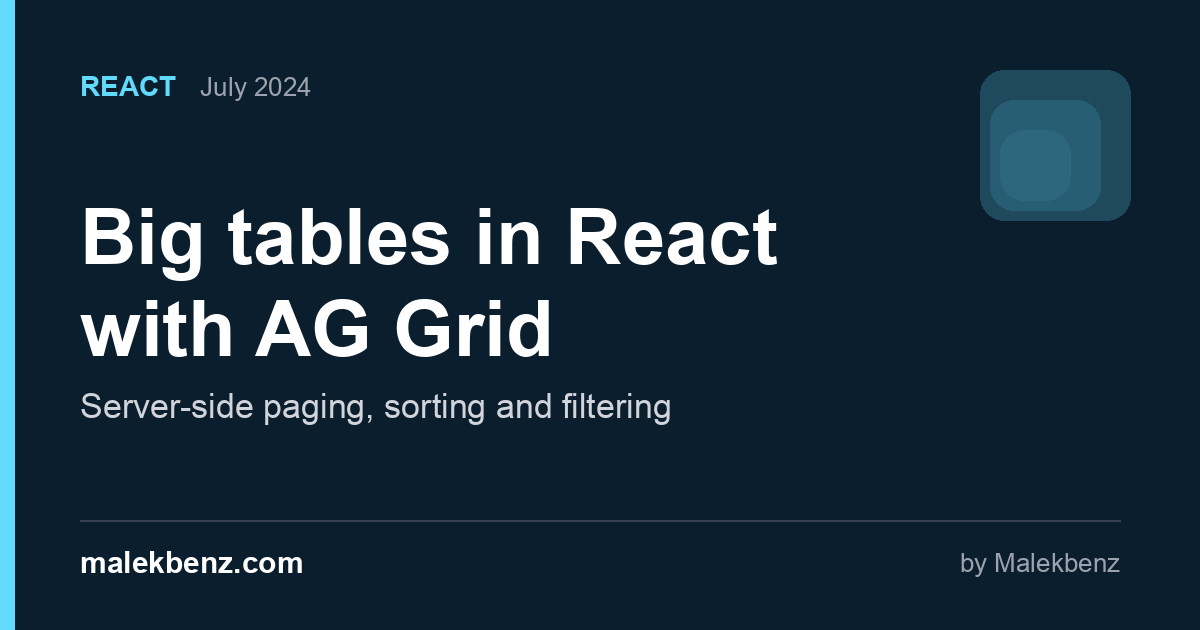 REACT July 2024
Big tables in React
with AG Grid
Server-side paging, sorting and filtering
malekbenz.com
by Malekbenz